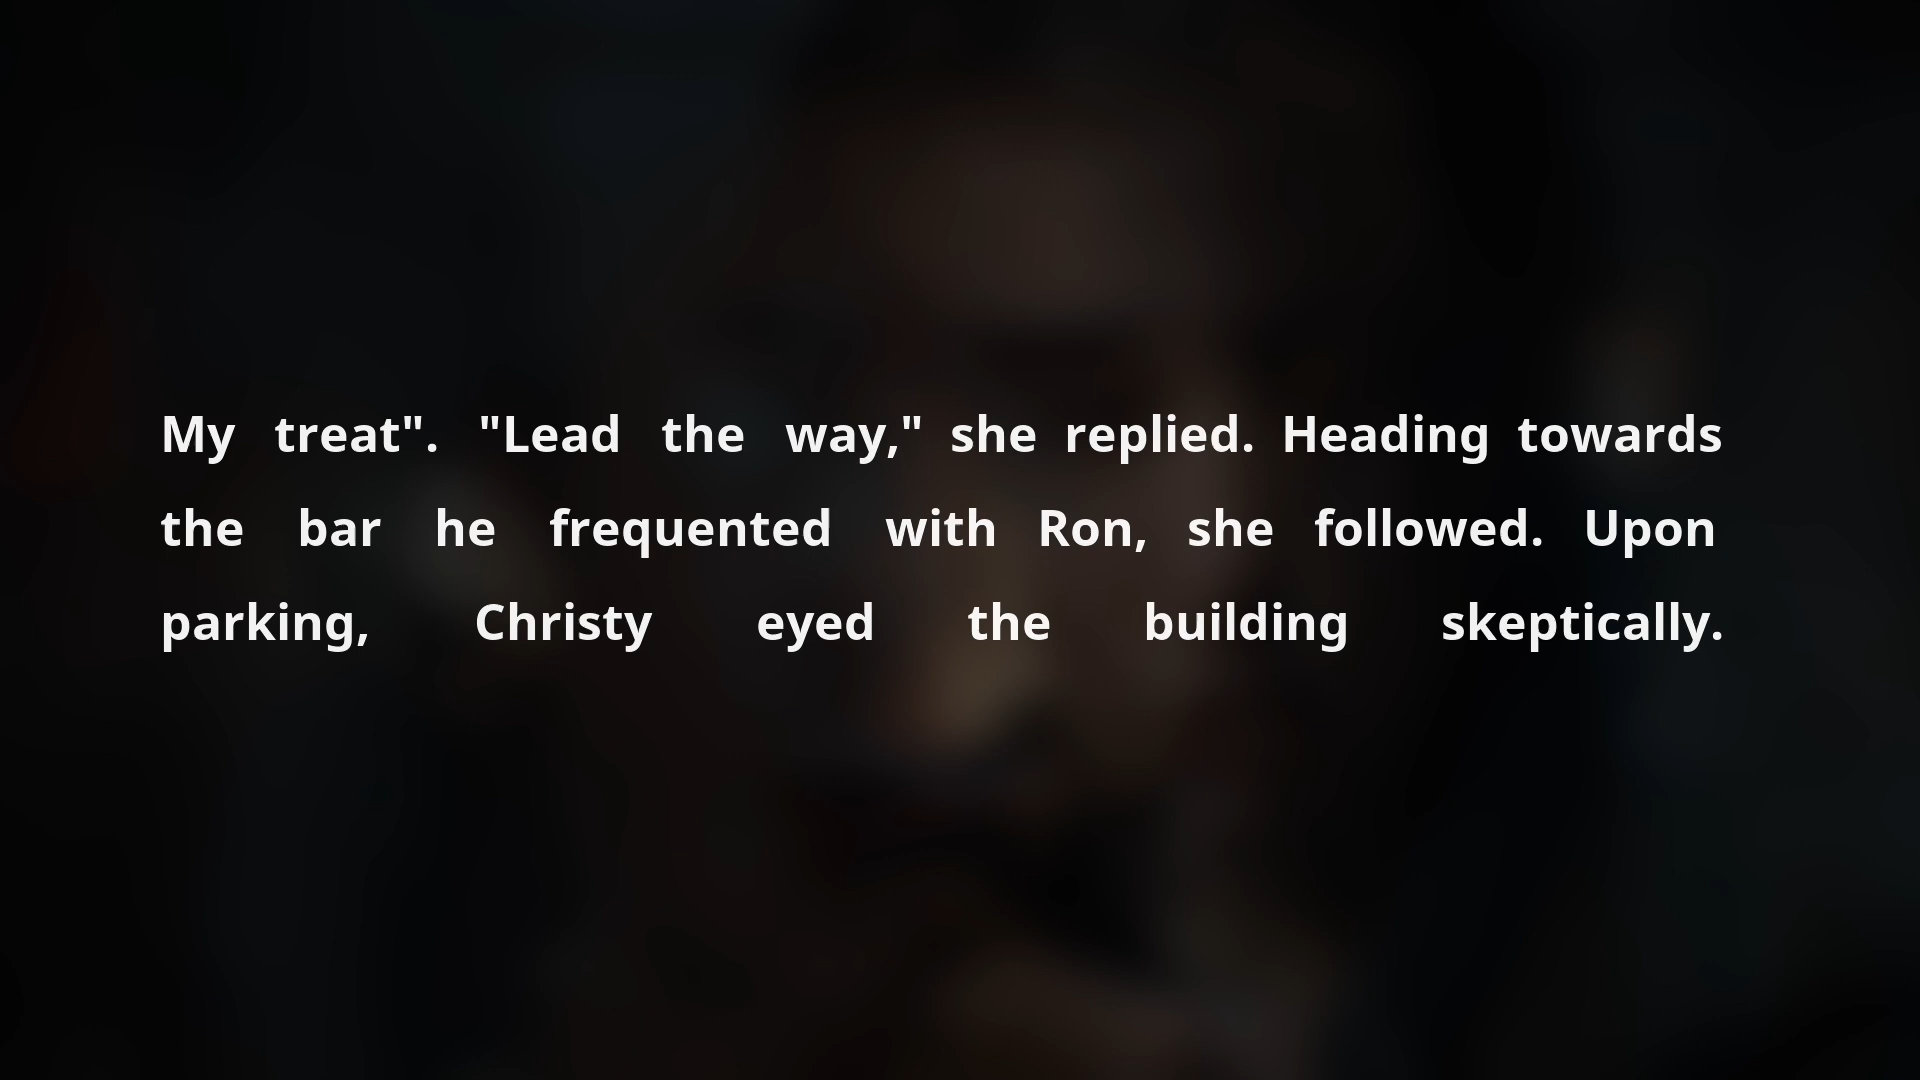 My treat". "Lead the way," she replied. Heading towards
the bar he frequented with Ron, she followed. Upon
parking, Christy eyed the building skeptically.